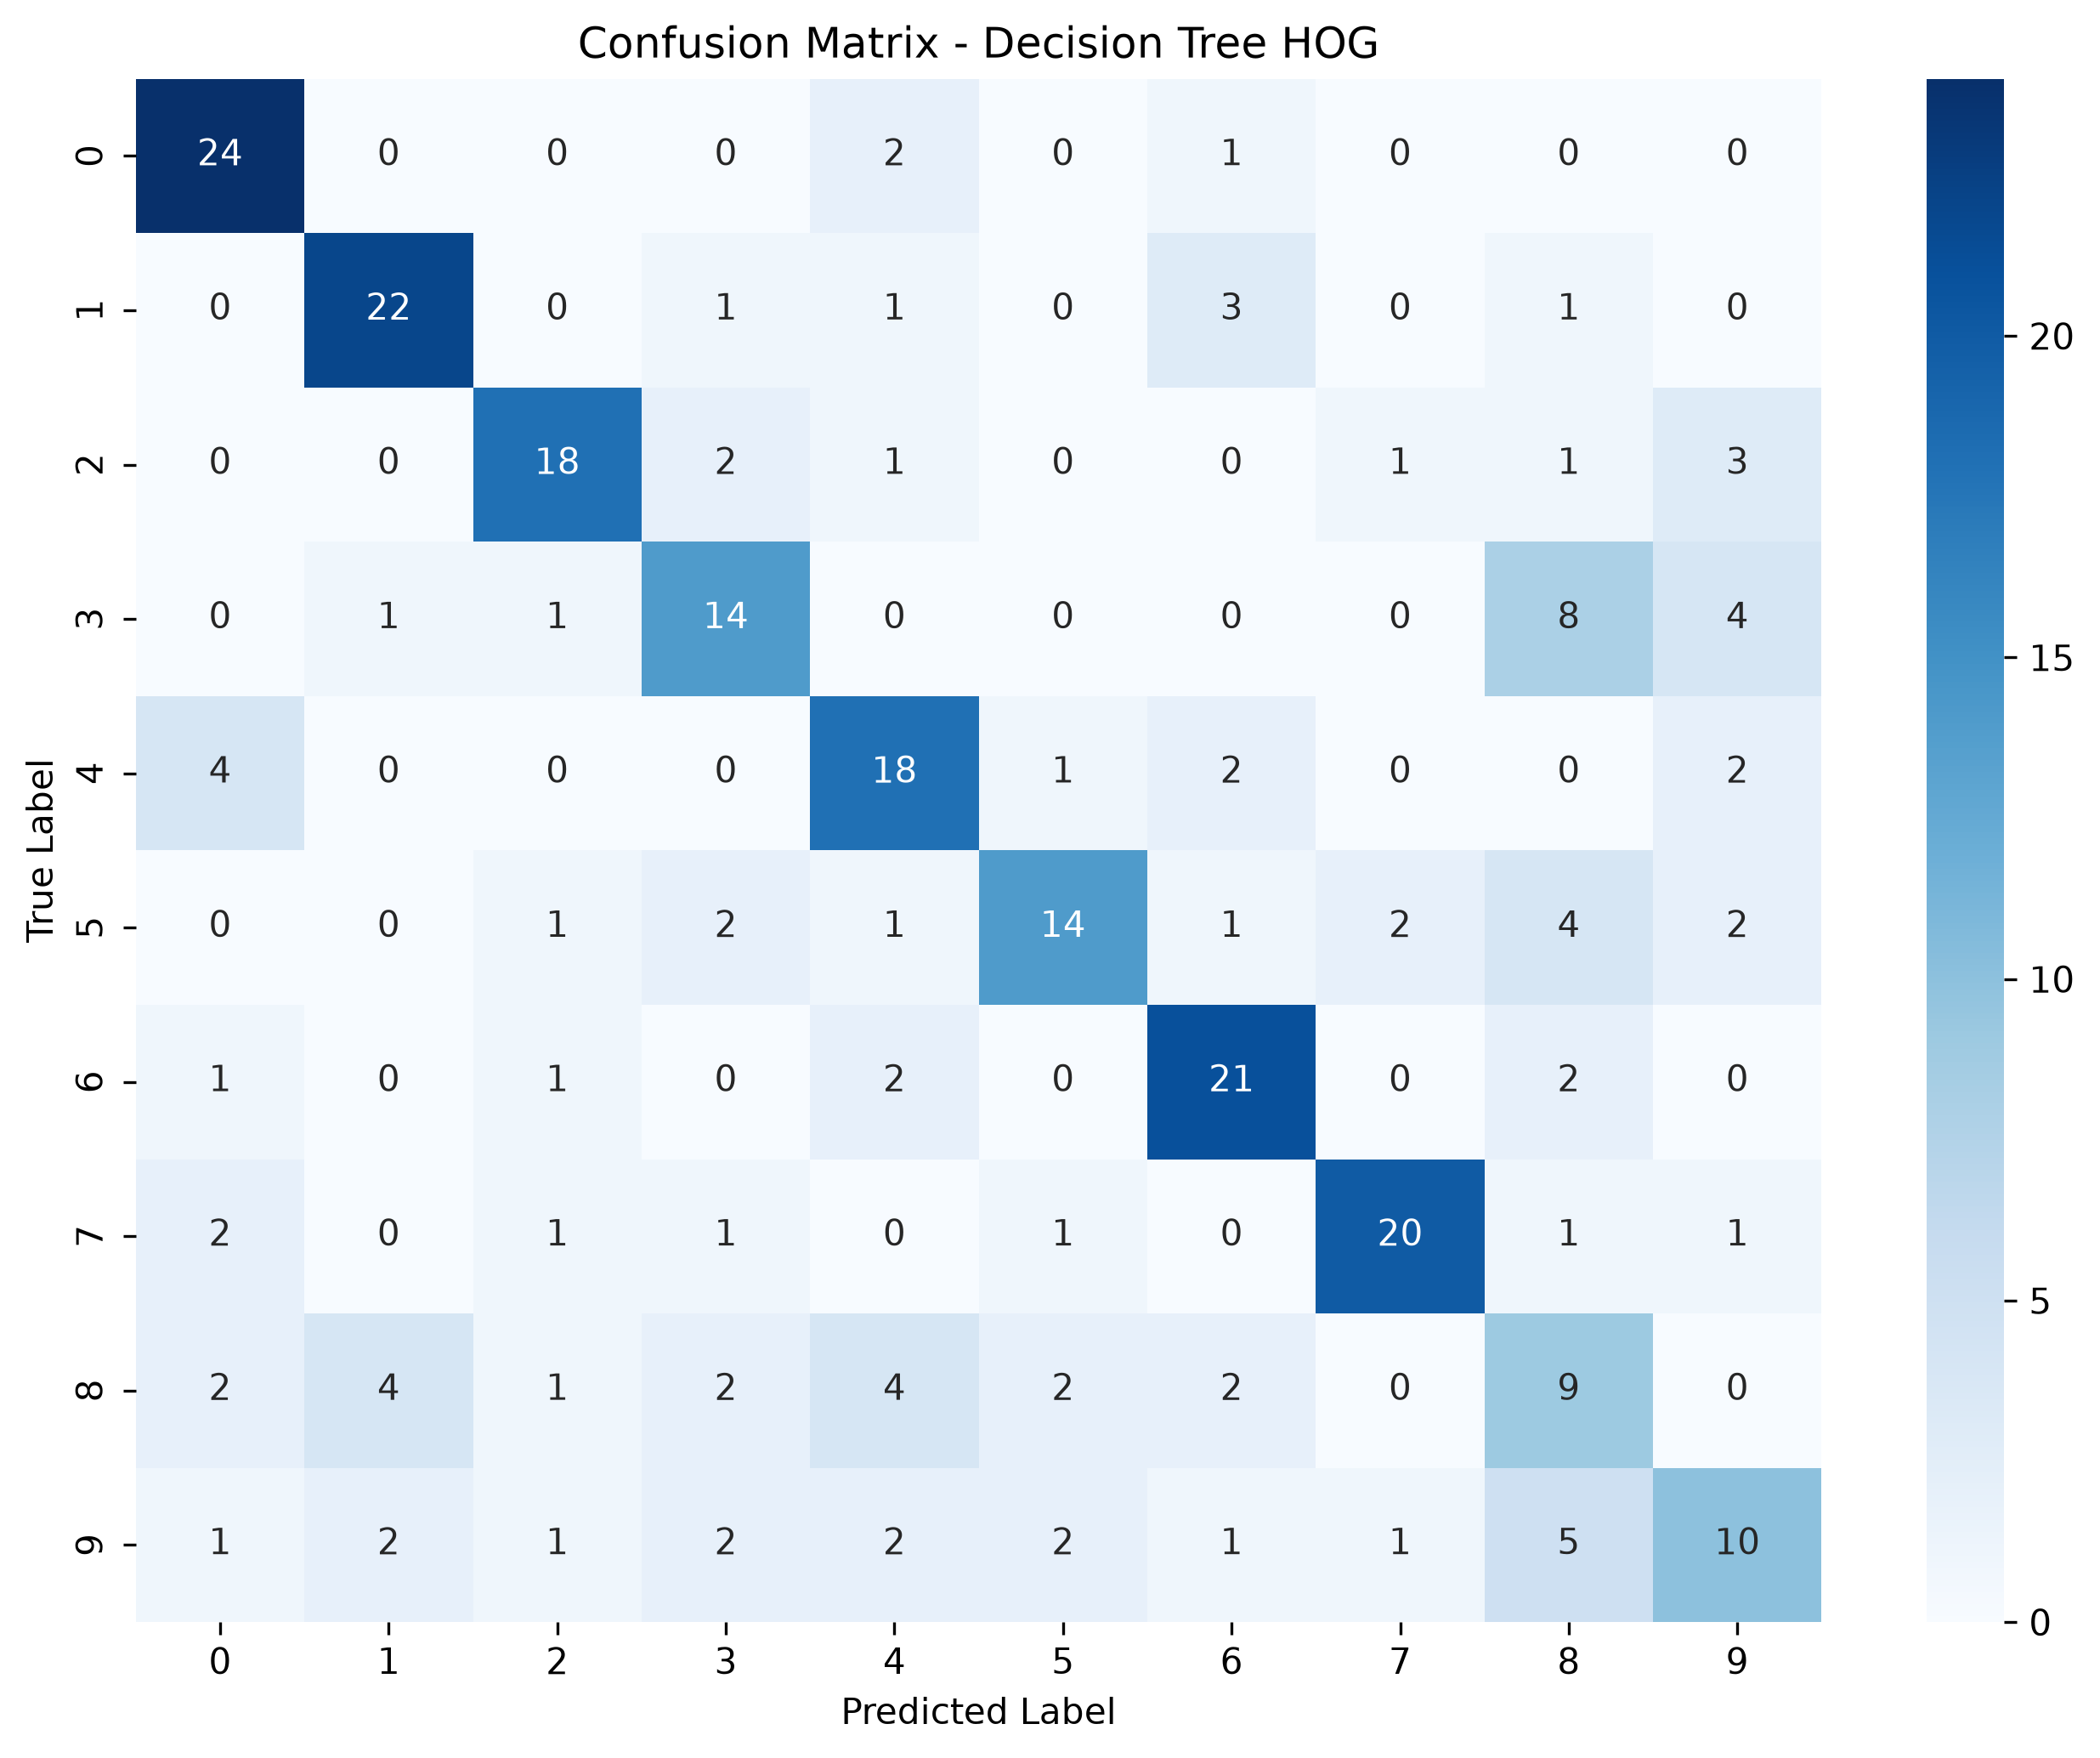 Confusion Matrix - Decision Tree HOG
0 24 0 0 0 2 0 1 0 0 0
1 0 22 0 1 1 0 3 0 1 0
2 0 0 18 2 1 0 0 1 1 3
3 0 1 1 14 0 0 0 0 8 4
4 4 0 0 0 18 1 2 0 0 2
5 0 0 1 2 1 14 1 2 4 2
6 1 0 1 0 2 0 21 0 2 0
7 2 0 1 1 0 1 0 20 1 1
8 2 4 1 2 4 2 2 0 9 0
9 1 2 1 2 2 2 1 1 5 10
0 1 2 3 4 5 6 7 8 9
Predicted Label
True Label
20
15
10
5
0